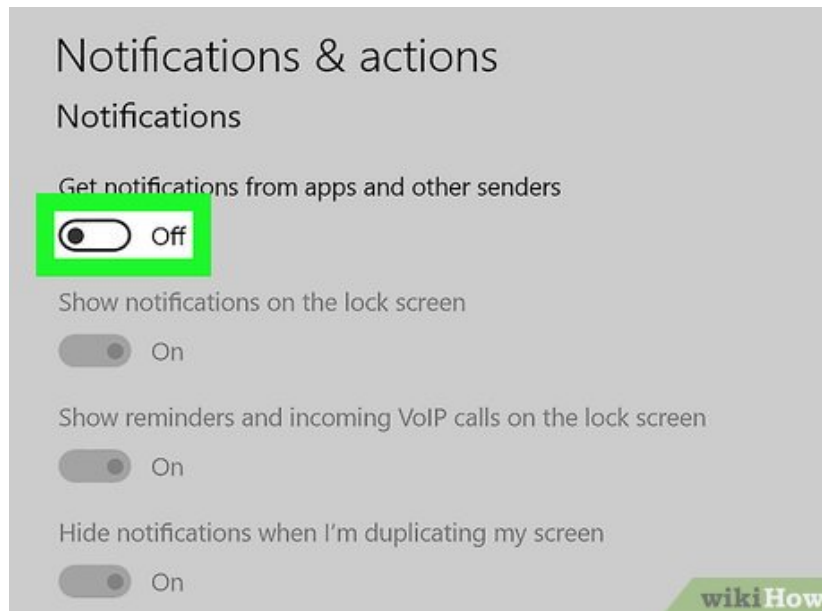 Notifications & actions
Notifications
Get notifications from apps and other senders
Off
Show notifications on the lock screen
On
Show reminders and incoming VoIP calls on the lock screen
On
Hide notifications when I'm duplicating my screen
On
wikiHow